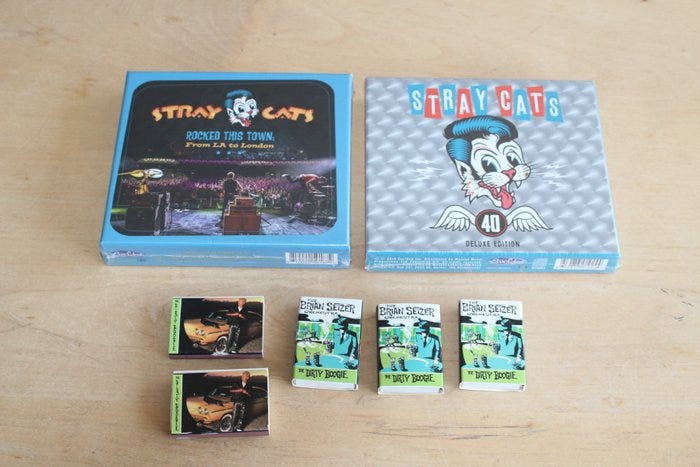 STRAY CATS
ROCKED THIS TOWN:
From LA to London
STRAY CATS
40
DELUXE EDITION
THE
BRIAN SETZER
ORCHESTRA
THE DIRTY BOOGIE
THE
BRIAN SETZER
ORCHESTRA
THE DIRTY BOOGIE
THE
BRIAN SETZER
ORCHESTRA
THE DIRTY BOOGIE